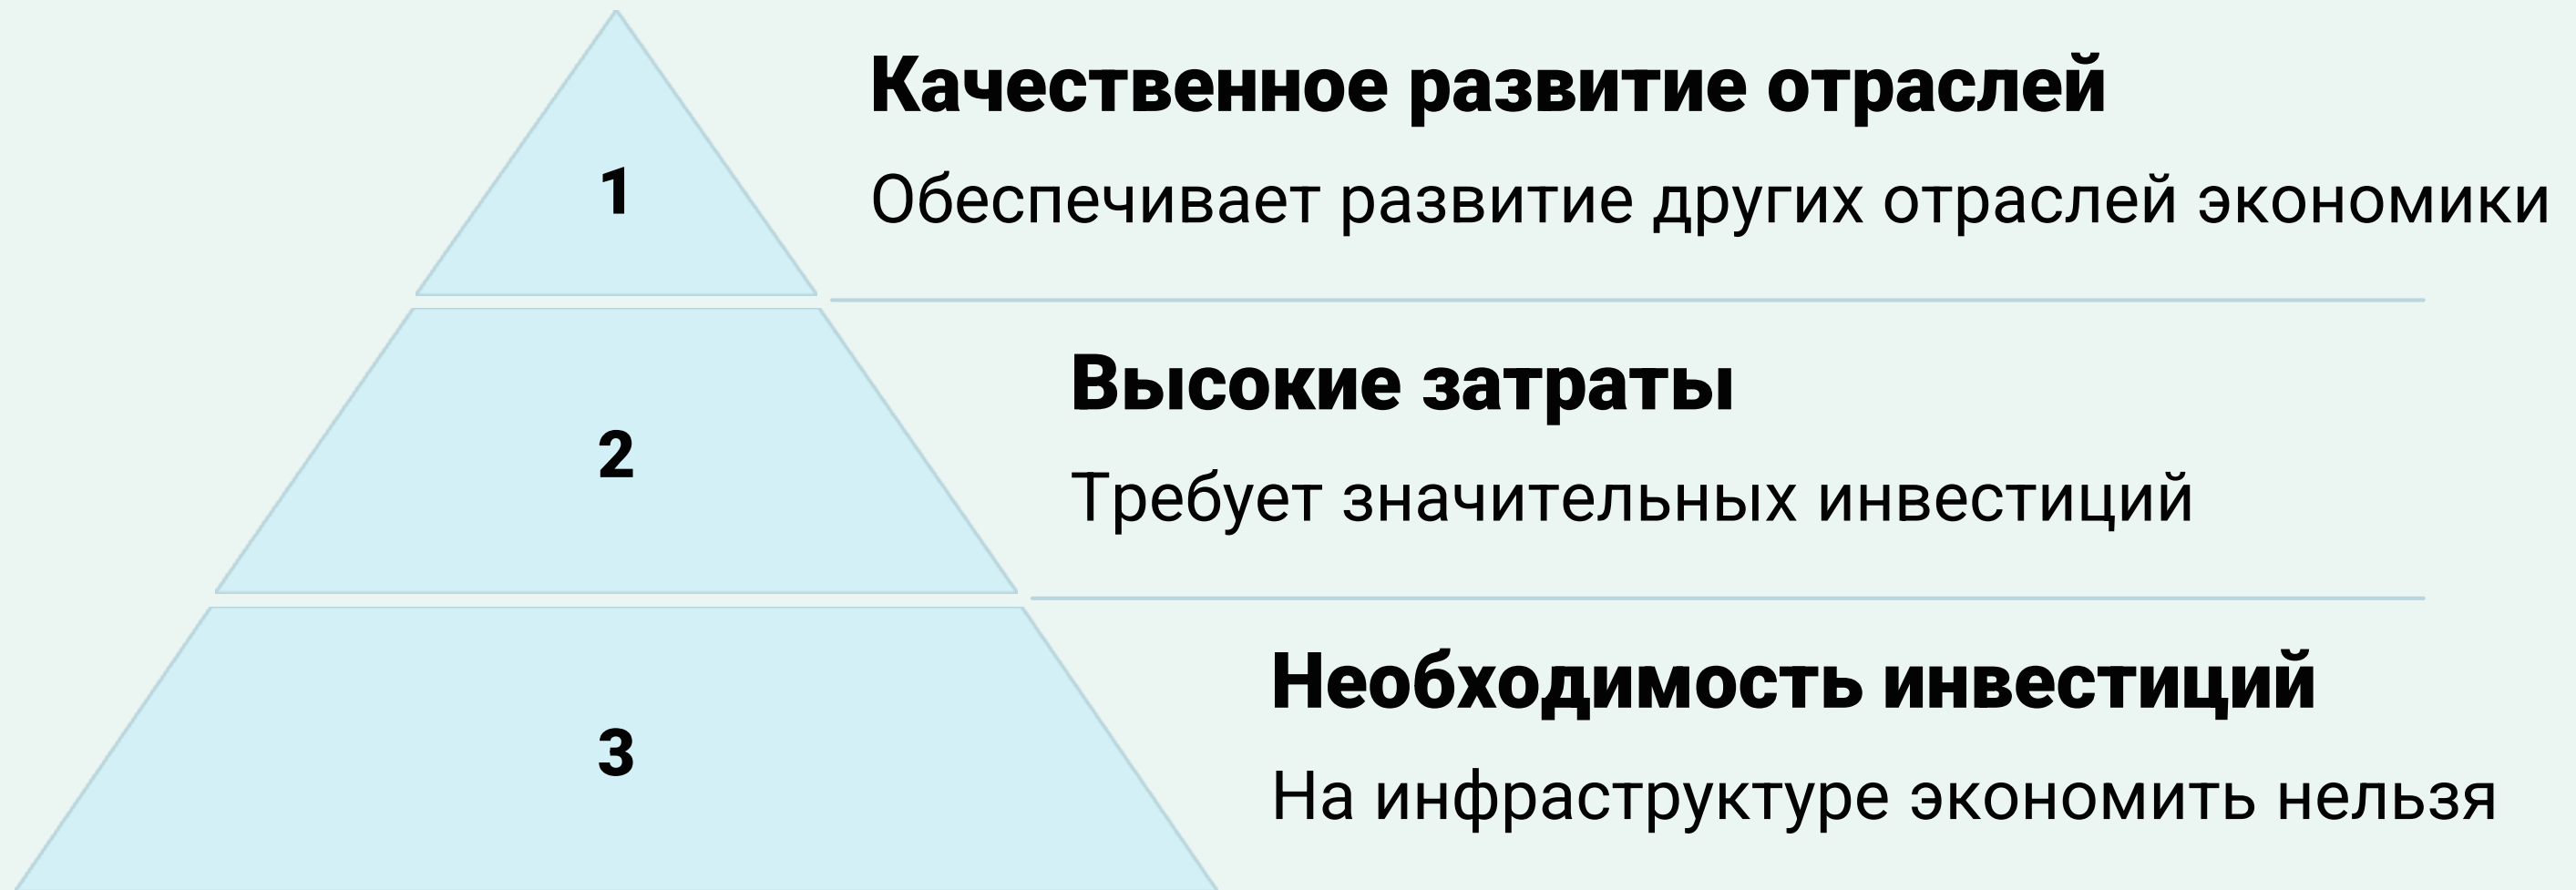 1
Качественное развитие отраслей
Обеспечивает развитие других отраслей экономики
2
Высокие затраты
Требует значительных инвестиций
3
Необходимость инвестиций
На инфраструктуре экономить нельзя